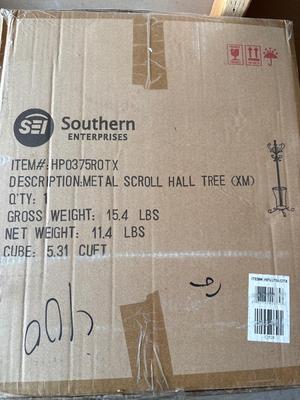 SEI Southern
ENTERPRISES
ITEM#:HP0375ROTX
DESCRIPTION:METAL SCROLL HALL TREE (XM)
Q'TY: 1
GROSS WEIGHT: 15.4 LBS
NET WEIGHT: 11.4 LBS
CUBE: 5.31 CUFT